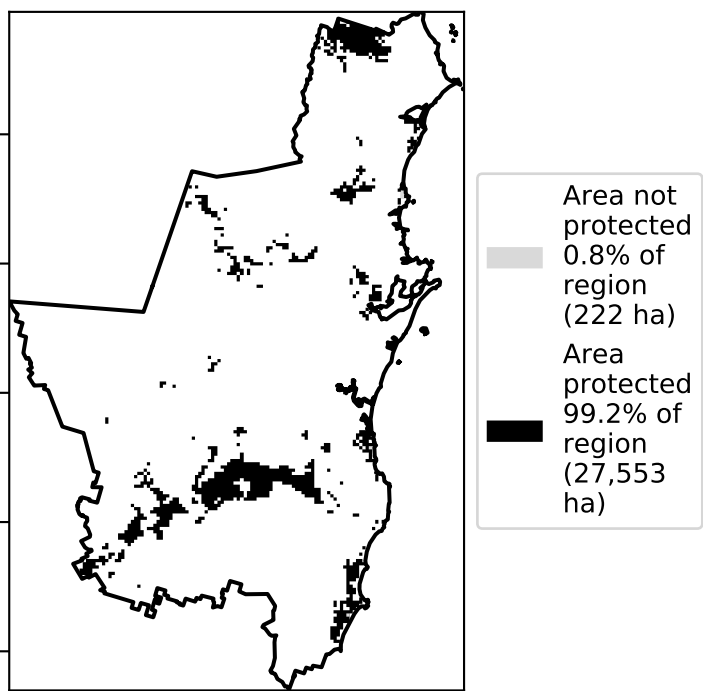 Area not
protected
0.8% of
region
(222 ha)
Area
protected
99.2% of
region
(27,553
ha)